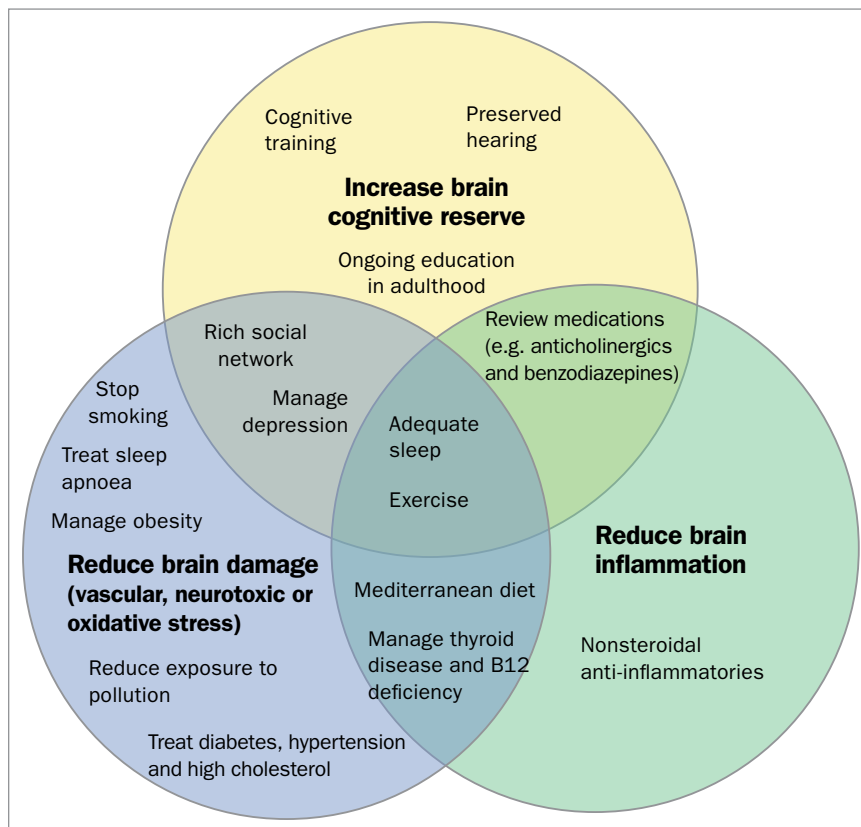 Cognitive
training
Preserved
hearing
Increase brain
cognitive reserve
Ongoing education
in adulthood
Rich social
network
Review medications
(e.g. anticholinergics
and benzodiazepines)
Manage
depression
Stop
smoking
Adequate
sleep
Treat sleep
apnoea
Exercise
Manage obesity
Reduce brain damage
(vascular, neurotoxic or
oxidative stress)
Reduce brain
inflammation
Mediterranean diet
Manage thyroid
disease and B12
deficiency
Nonsteroidal
anti-inflammatories
Reduce exposure to
pollution
Treat diabetes, hypertension
and high cholesterol